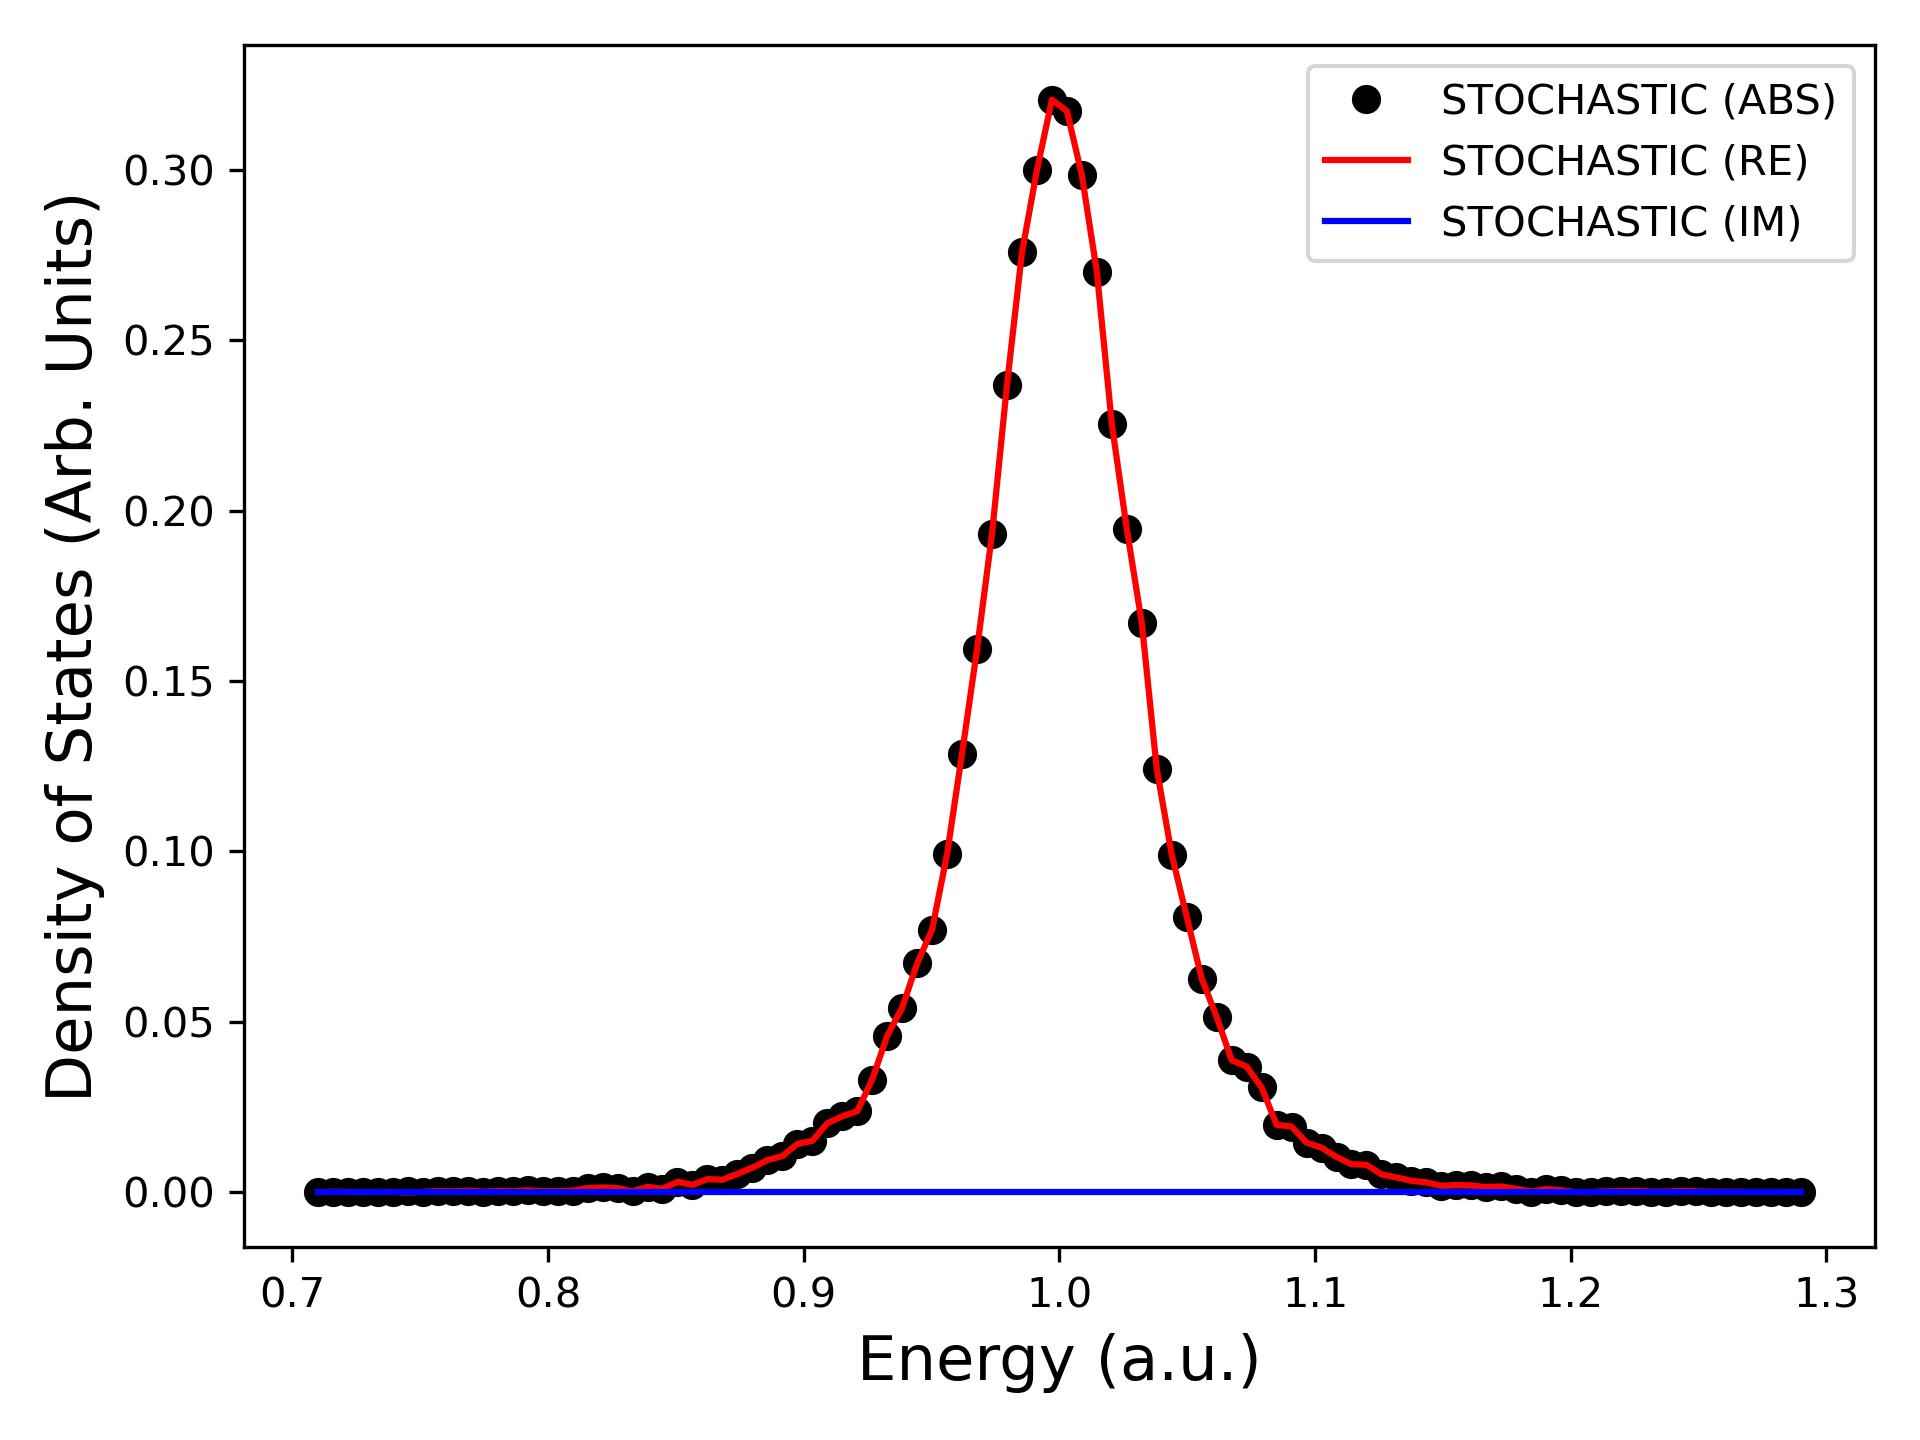 STOCHASTIC (ABS)
STOCHASTIC (RE)
STOCHASTIC (IM)
Density of States (Arb. Units)
0.30
0.25
0.20
0.15
0.10
0.05
0.00
0.7 0.8 0.9 1.0 1.1 1.2 1.3
Energy (a.u.)